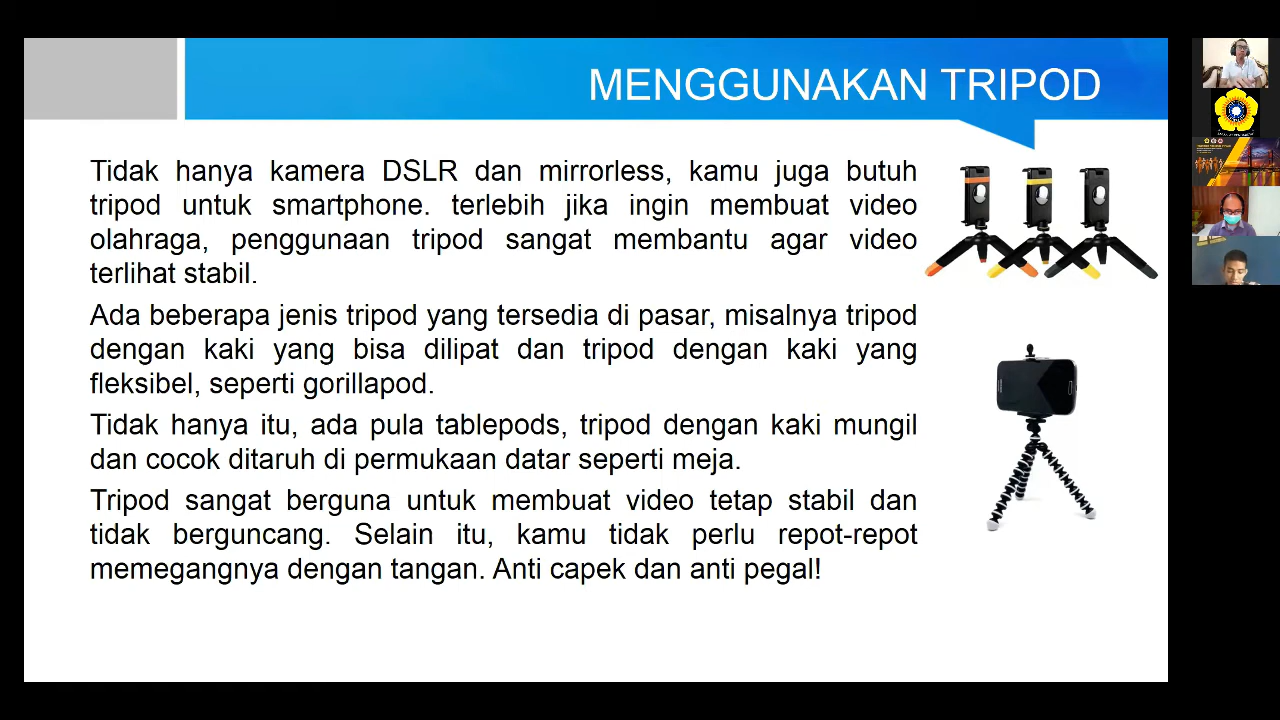 MENGGUNAKAN TRIPOD
Tidak hanya kamera DSLR dan mirrorless, kamu juga butuh
tripod untuk smartphone. terlebih jika ingin membuat video
olahraga, penggunaan tripod sangat membantu agar video
terlihat stabil.
Ada beberapa jenis tripod yang tersedia di pasar, misalnya tripod
dengan kaki yang bisa dilipat dan tripod dengan kaki yang
fleksibel, seperti gorillapod.
Tidak hanya itu, ada pula tablepods, tripod dengan kaki mungil
dan cocok ditaruh di permukaan datar seperti meja.
Tripod sangat berguna untuk membuat video tetap stabil dan
tidak berguncang. Selain itu, kamu tidak perlu repot-repot
memegangnya dengan tangan. Anti capek dan anti pegal!